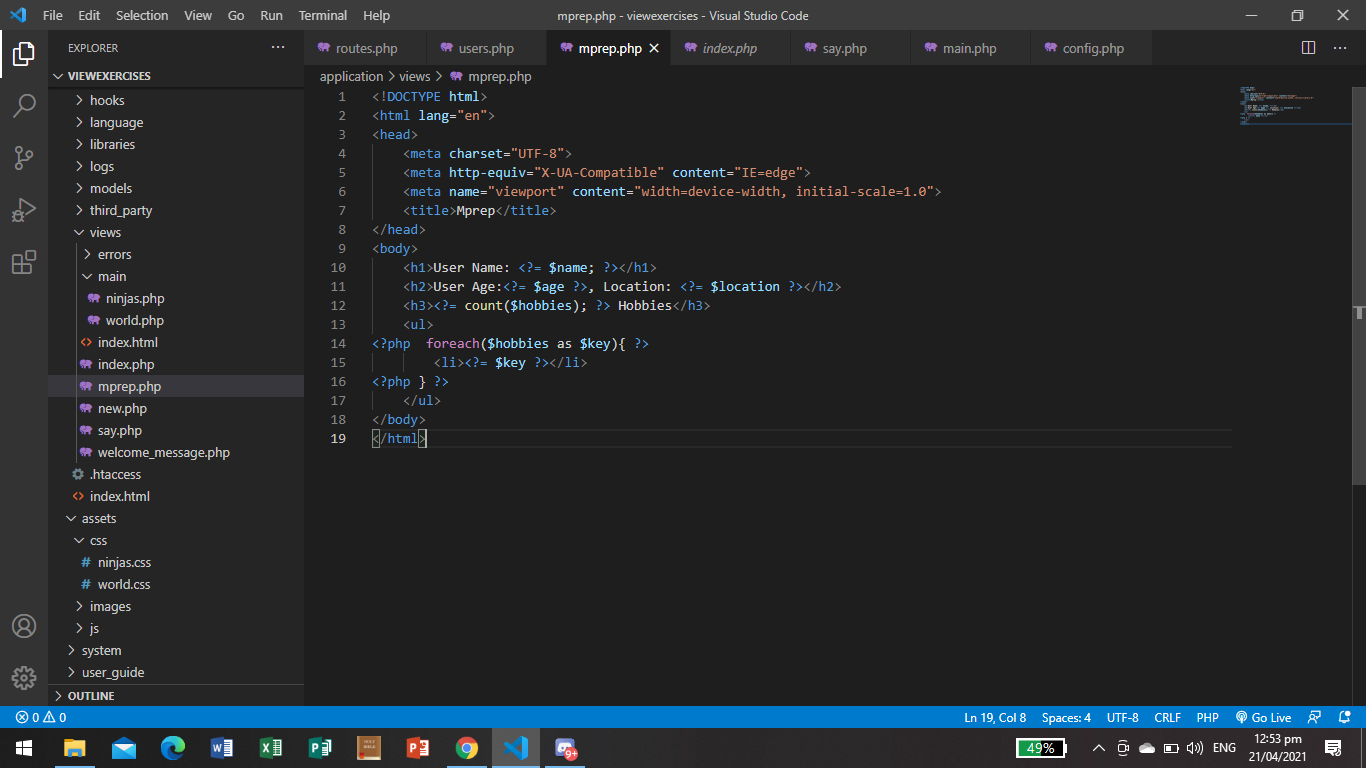 File Edit Selection View Go Run Terminal Help mprep.php - viewexercises - Visual Studio Code
EXPLORER
VIEWEXERCISES
hooks
language
libraries
logs
models
third_party
views
errors
main
ninjas.php
world.php
index.html
index.php
mprep.php
new.php
say.php
welcome_message.php
.htaccess
index.html
assets
css
# ninjas.css
# world.css
images
js
system
user_guide
OUTLINE
routes.php users.php mprep.php index.php say.php main.php config.php
application > views > mprep.php
1 <!DOCTYPE html>
2 <html lang="en">
3 <head>
4 <meta charset="UTF-8">
5 <meta http-equiv="X-UA-Compatible" content="IE=edge">
6 <meta name="viewport" content="width=device-width, initial-scale=1.0">
7 <title>Mprep</title>
8 </head>
9 <body>
10 <h1>User Name: <?= $name; ?></h1>
11 <h2>User Age:<?= $age ?>, Location: <?= $location ?></h2>
12 <h3><?= count($hobbies); ?> Hobbies</h3>
13 <ul>
14 <?php  foreach($hobbies as $key){ ?>
15 <li><?= $key ?></li>
16 <?php } ?>
17 </ul>
18 </body>
19 </html>
0 0 Ln 19, Col 8 Spaces: 4 UTF-8 CRLF PHP Go Live
49% ENG 12:53 pm
21/04/2021
9+